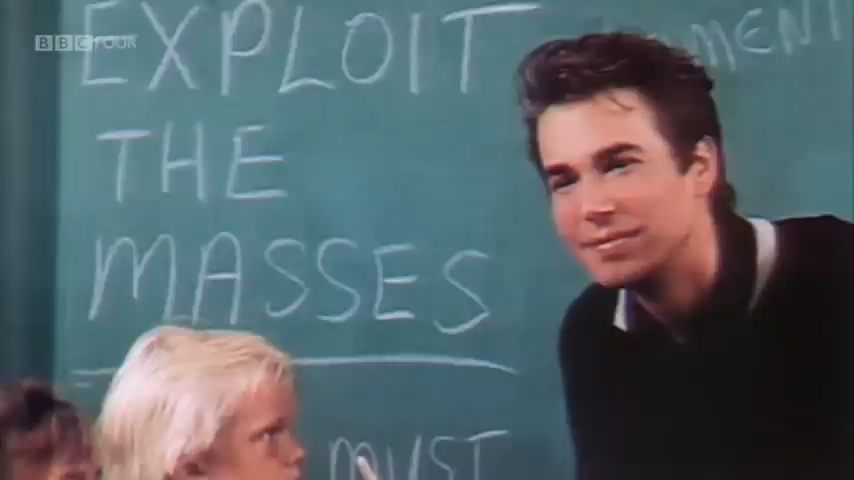 BBC FOUR
EXPLOIT
THE
MASSES
MUST